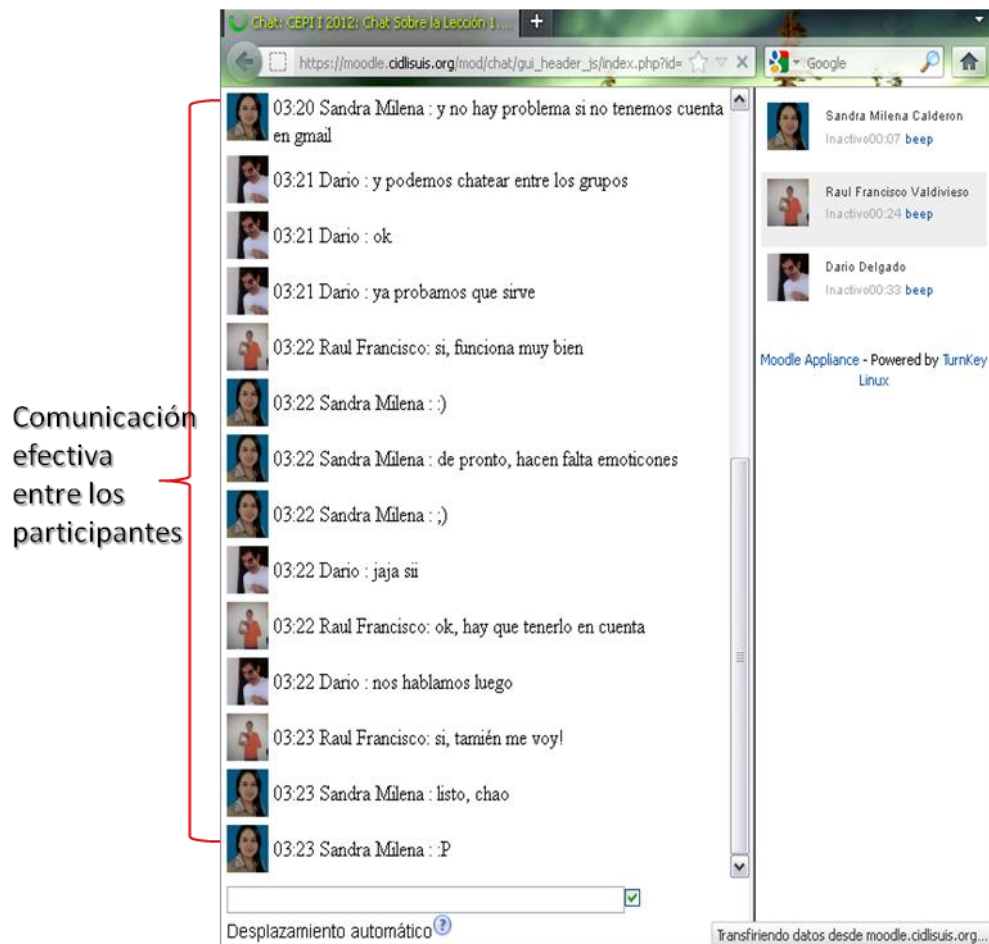 Chat: CEPI I 2012: Chat Sobre la Lección 1....
https://moodle.cidlisuis.org/mod/chat/gui_header_js/index.php?id=
Google
03:20 Sandra Milena : y no hay problema si no tenemos cuenta
en gmail
03:21 Dario : y podemos chatear entre los grupos
03:21 Dario : ok
03:21 Dario : ya probamos que sirve
03:22 Raul Francisco: si, funciona muy bien
03:22 Sandra Milena : :)
03:22 Sandra Milena : de pronto, hacen falta emoticones
03:22 Sandra Milena : ;)
03:22 Dario : jaja sii
03:22 Raul Francisco: ok, hay que tenerlo en cuenta
03:22 Dario : nos hablamos luego
03:23 Raul Francisco: si, tamién me voy!
03:23 Sandra Milena : listo, chao
03:23 Sandra Milena : :P
Desplazamiento automático
Sandra Milena Calderon
Inactivo00:07 beep
Raul Francisco Valdivieso
Inactivo00:24 beep
Dario Delgado
Inactivo00:33 beep
Moodle Appliance - Powered by TurnKey
Linux
Transfiriendo datos desde moodle.cidlisuis.org...
Comunicación
efectiva
entre los
participantes